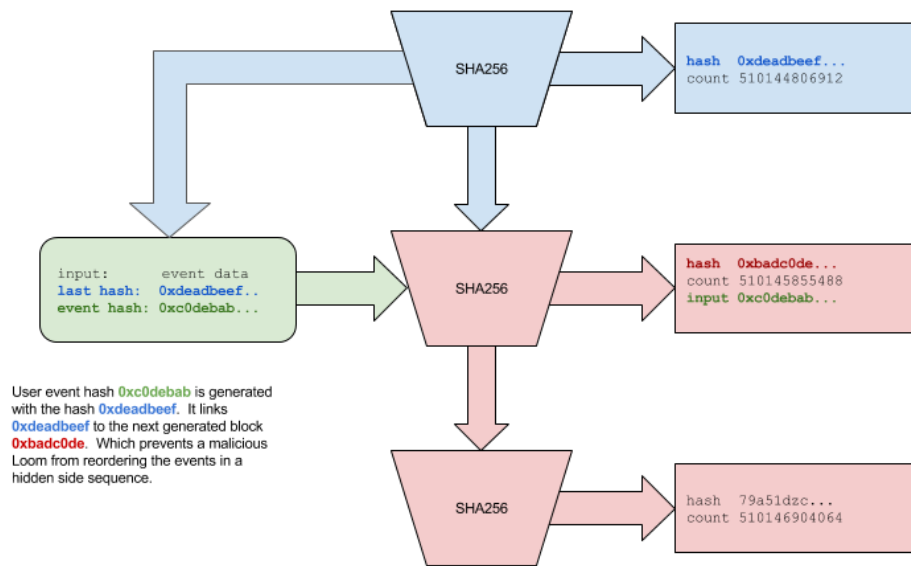 SHA256
hash 0xdeadbeef...
count 510144806912
input: event data
last hash: 0xdeadbeef..
event hash: 0xc0debab...
SHA256
hash 0xbadc0de...
count 510145855488
input 0xc0debab...
User event hash 0xc0debab is generated
with the hash 0xdeadbeef. It links
0xdeadbeef to the next generated block
0xbadc0de. Which prevents a malicious
Loom from reordering the events in a
hidden side sequence.
SHA256
hash 79a51dzc...
count 510146904064